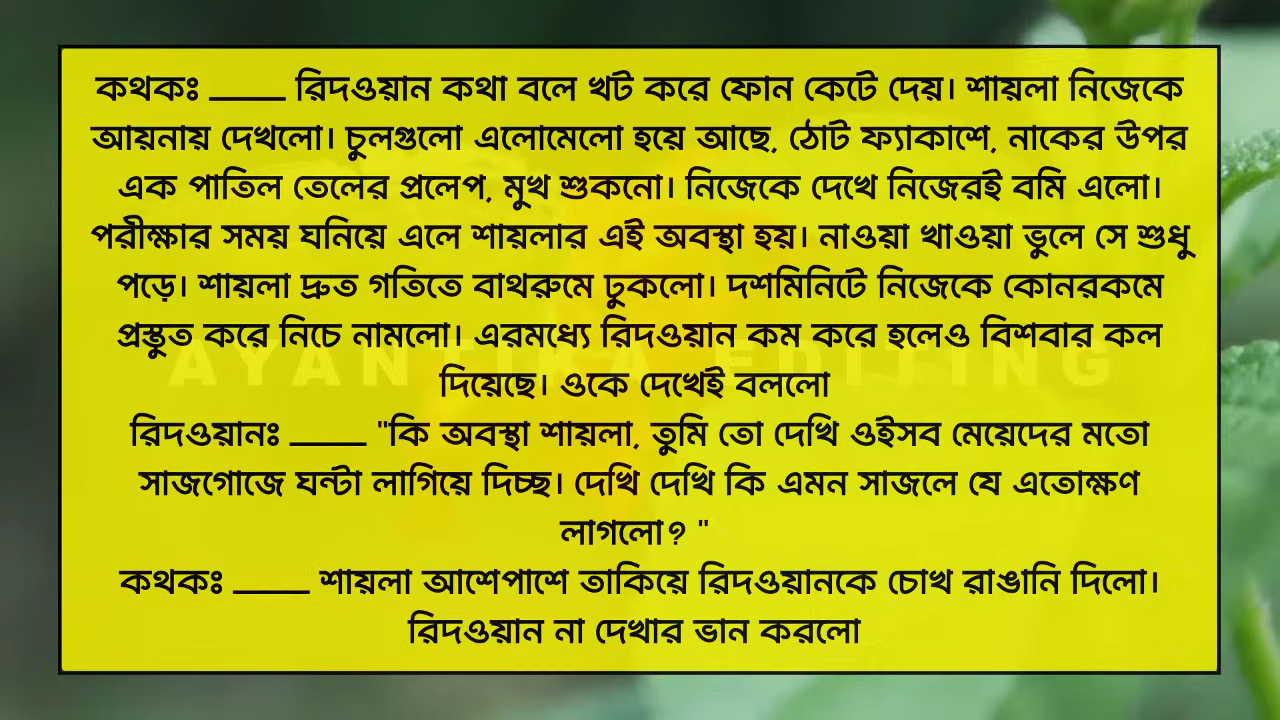 কথকঃ ____ রিদওয়ান কথা বলে খট করে ফোন কেটে দেয়। শায়লা নিজেকে
আয়নায় দেখলো। চুলগুলো এলোমেলো হয়ে আছে, ঠোট ফ্যাকাশে, নাকের উপর
এক পাতিল তেলের প্রলেপ, মুখ শুকনো। নিজেকে দেখে নিজেরই বমি এলো।
পরীক্ষার সময় ঘনিয়ে এলে শায়লার এই অবস্থা হয়। নাওয়া খাওয়া ভুলে সে শুধু
পড়ে। শায়লা দ্রুত গতিতে বাথরুমে ঢুকলো। দশমিনিটে নিজেকে কোনরকমে
প্রস্তুত করে নিচে নামলো। এরমধ্যে রিদওয়ান কম করে হলেও বিশবার কল
AYANTIKA EDITING
দিয়েছে। ওকে দেখেই বললো
রিদওয়ানঃ ____ "কি অবস্থা শায়লা, তুমি তো দেখি ওইসব মেয়েদের মতো
সাজগোজে ঘন্টা লাগিয়ে দিচ্ছ। দেখি দেখি কি এমন সাজলে যে এতোক্ষণ
লাগলো? "
কথকঃ ____ শায়লা আশেপাশে তাকিয়ে রিদওয়ানকে চোখ রাঙানি দিলো।
রিদওয়ান না দেখার ভান করলো